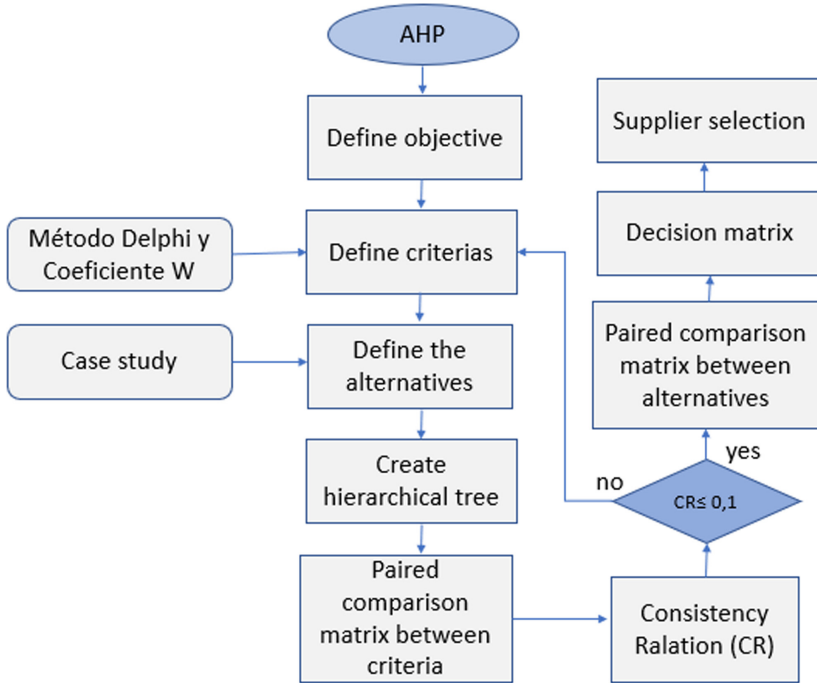 AHP
Define objective
Método Delphi y
Coeficiente W
Define criterias
Case study
Define the
alternatives
Create
hierarchical tree
Paired
comparison
matrix between
criteria
Consistency
Ralation (CR)
CR≤ 0,1
no
yes
Paired comparison
matrix between
alternatives
Decision matrix
Supplier selection